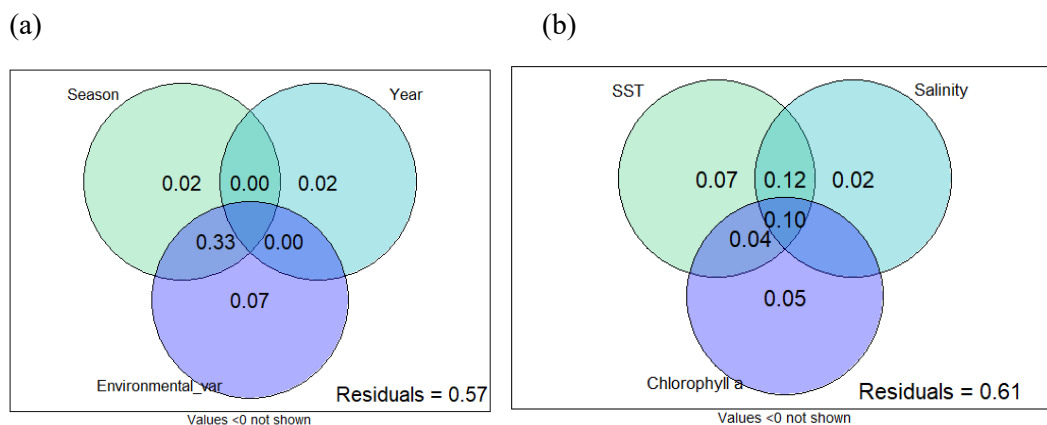 (a)
(b)
Season
Year
0.02
0.00
0.02
0.33
0.00
0.07
Environmental_var
Residuals = 0.57
Values <0 not shown
SST
Salinity
0.07
0.12
0.02
0.10
0.04
0.05
Chlorophyll a
Residuals = 0.61
Values <0 not shown